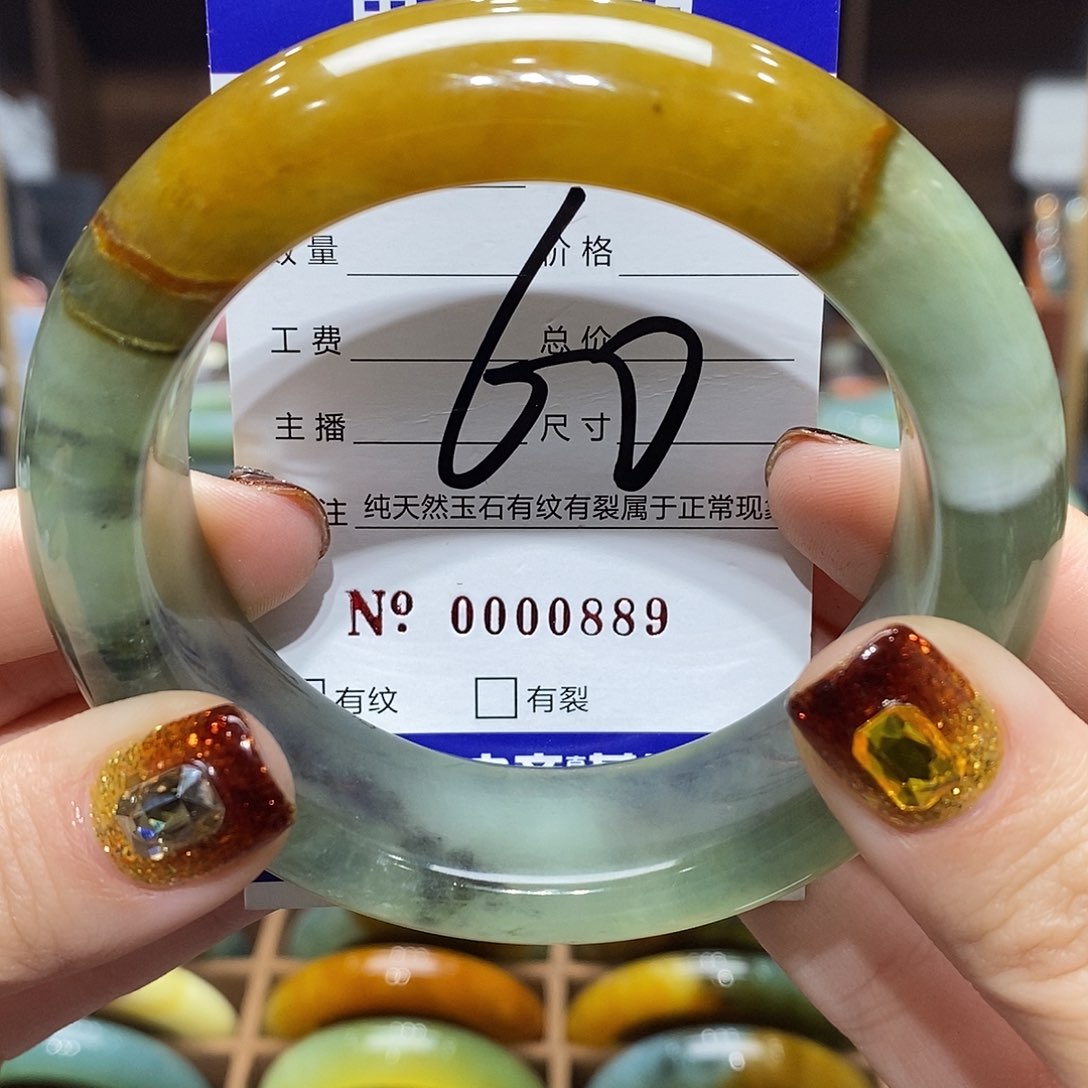 量 价格
60
工费 总价
主播 尺寸
注 纯天然玉石有纹有裂属于正常现
Nº 0000889
有纹 有裂